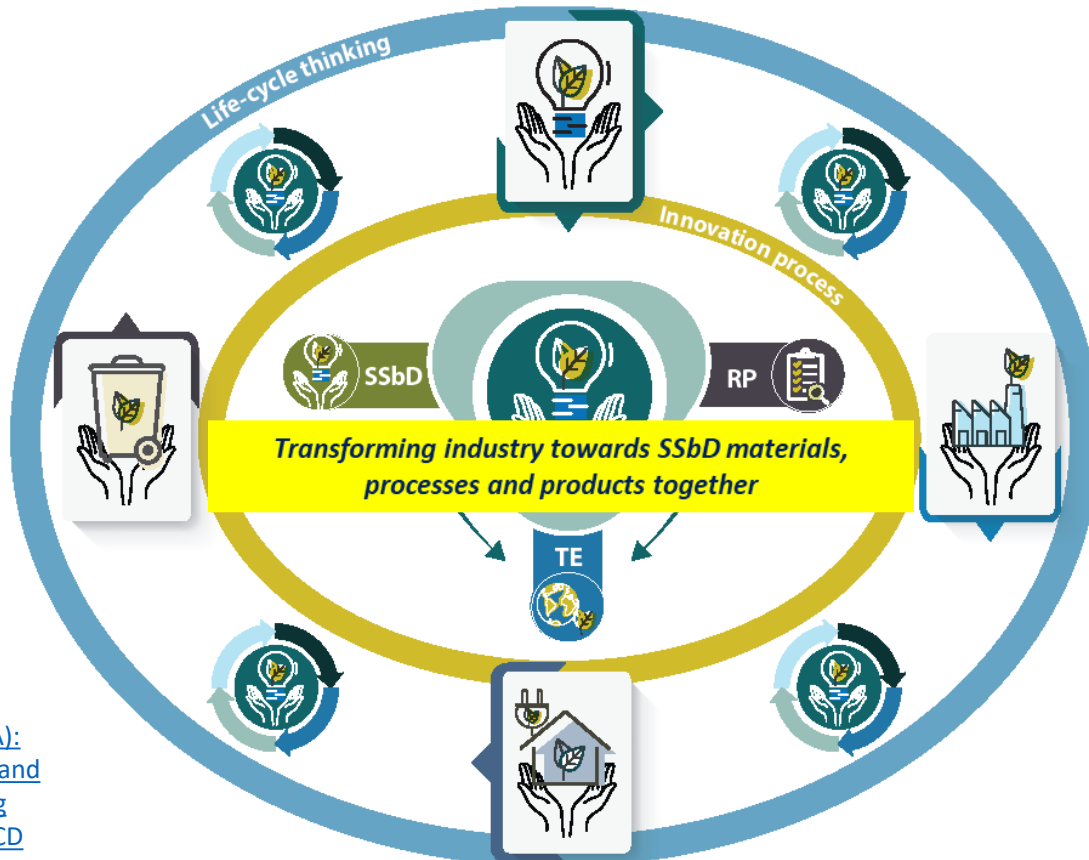 Life-cycle thinking
Innovation process
SSbD
RP
Transforming industry towards SSbD materials,
processes and products together
TE
A):
and
g
CD